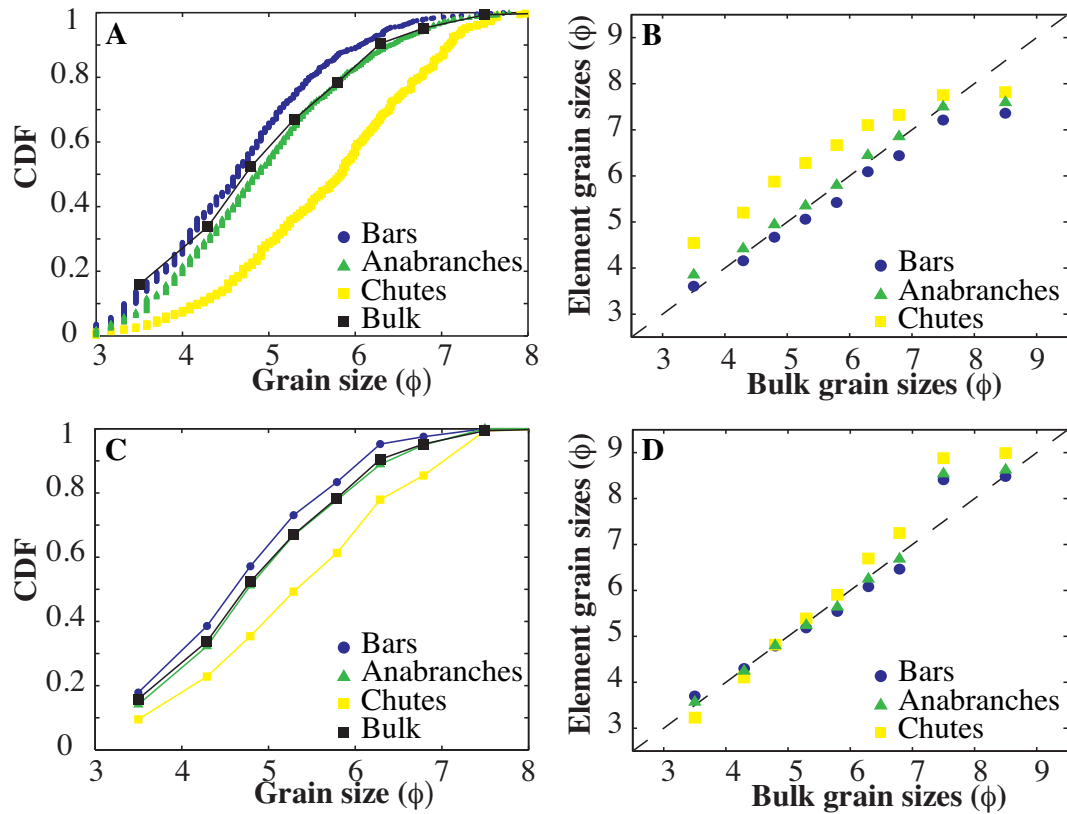 A
CDF
1
0.8
0.6
0.4
0.2
0
Bars
Anabranches
Chutes
Bulk
3 4 5 6 7 8
Grain size (ϕ)
B
Element grain sizes (ϕ)
9
8
7
6
5
4
3
Bars
Anabranches
Chutes
3 4 5 6 7 8 9
Bulk grain sizes (ϕ)
C
CDF
1
0.8
0.6
0.4
0.2
0
Bars
Anabranches
Chutes
Bulk
3 4 5 6 7 8
Grain size (ϕ)
D
Element grain sizes (ϕ)
9
8
7
6
5
4
3
Bars
Anabranches
Chutes
3 4 5 6 7 8 9
Bulk grain sizes (ϕ)